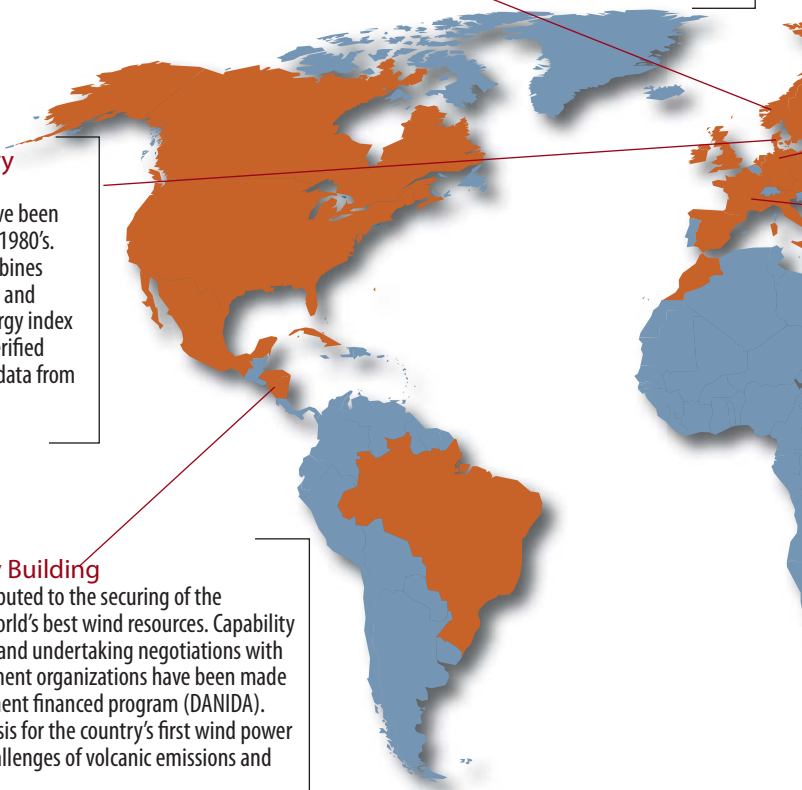 y
ve been
1980's.
bines
and
rgy index
erified
data from
y Building
buted to the securing of the
orld's best wind resources. Capability
and undertaking negotiations with
ment organizations have been made
ment financed program (DANIDA).
sis for the country's first wind power
allenges of volcanic emissions and